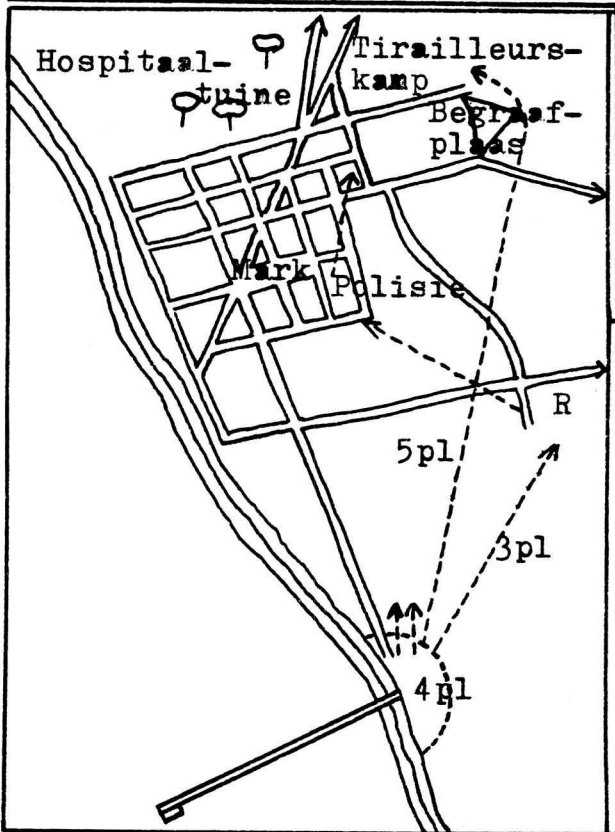 Hospitaal-
tuine
Tirailleurs-
kamp
Begraaf-
plaas
Mark
Polisie
R
5pl
3pl
4pl